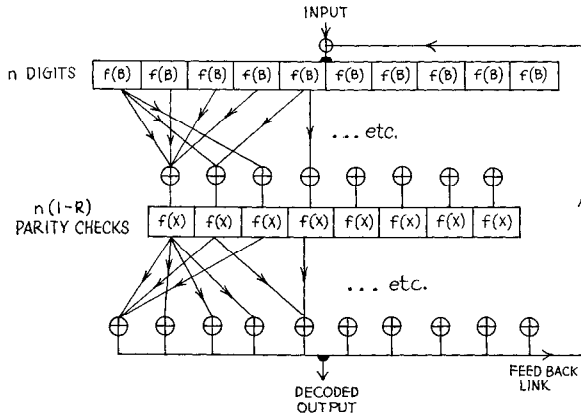 INPUT
n DIGITS f(B) f(B) f(B) f(B) f(B) f(B) f(B) f(B) f(B) f(B)
... etc.
n(1-R)
PARITY CHECKS
f(X) f(X) f(X) f(X) f(X) f(X) f(X) f(X)
... etc.
DECODED
OUTPUT
FEED BACK
LINK